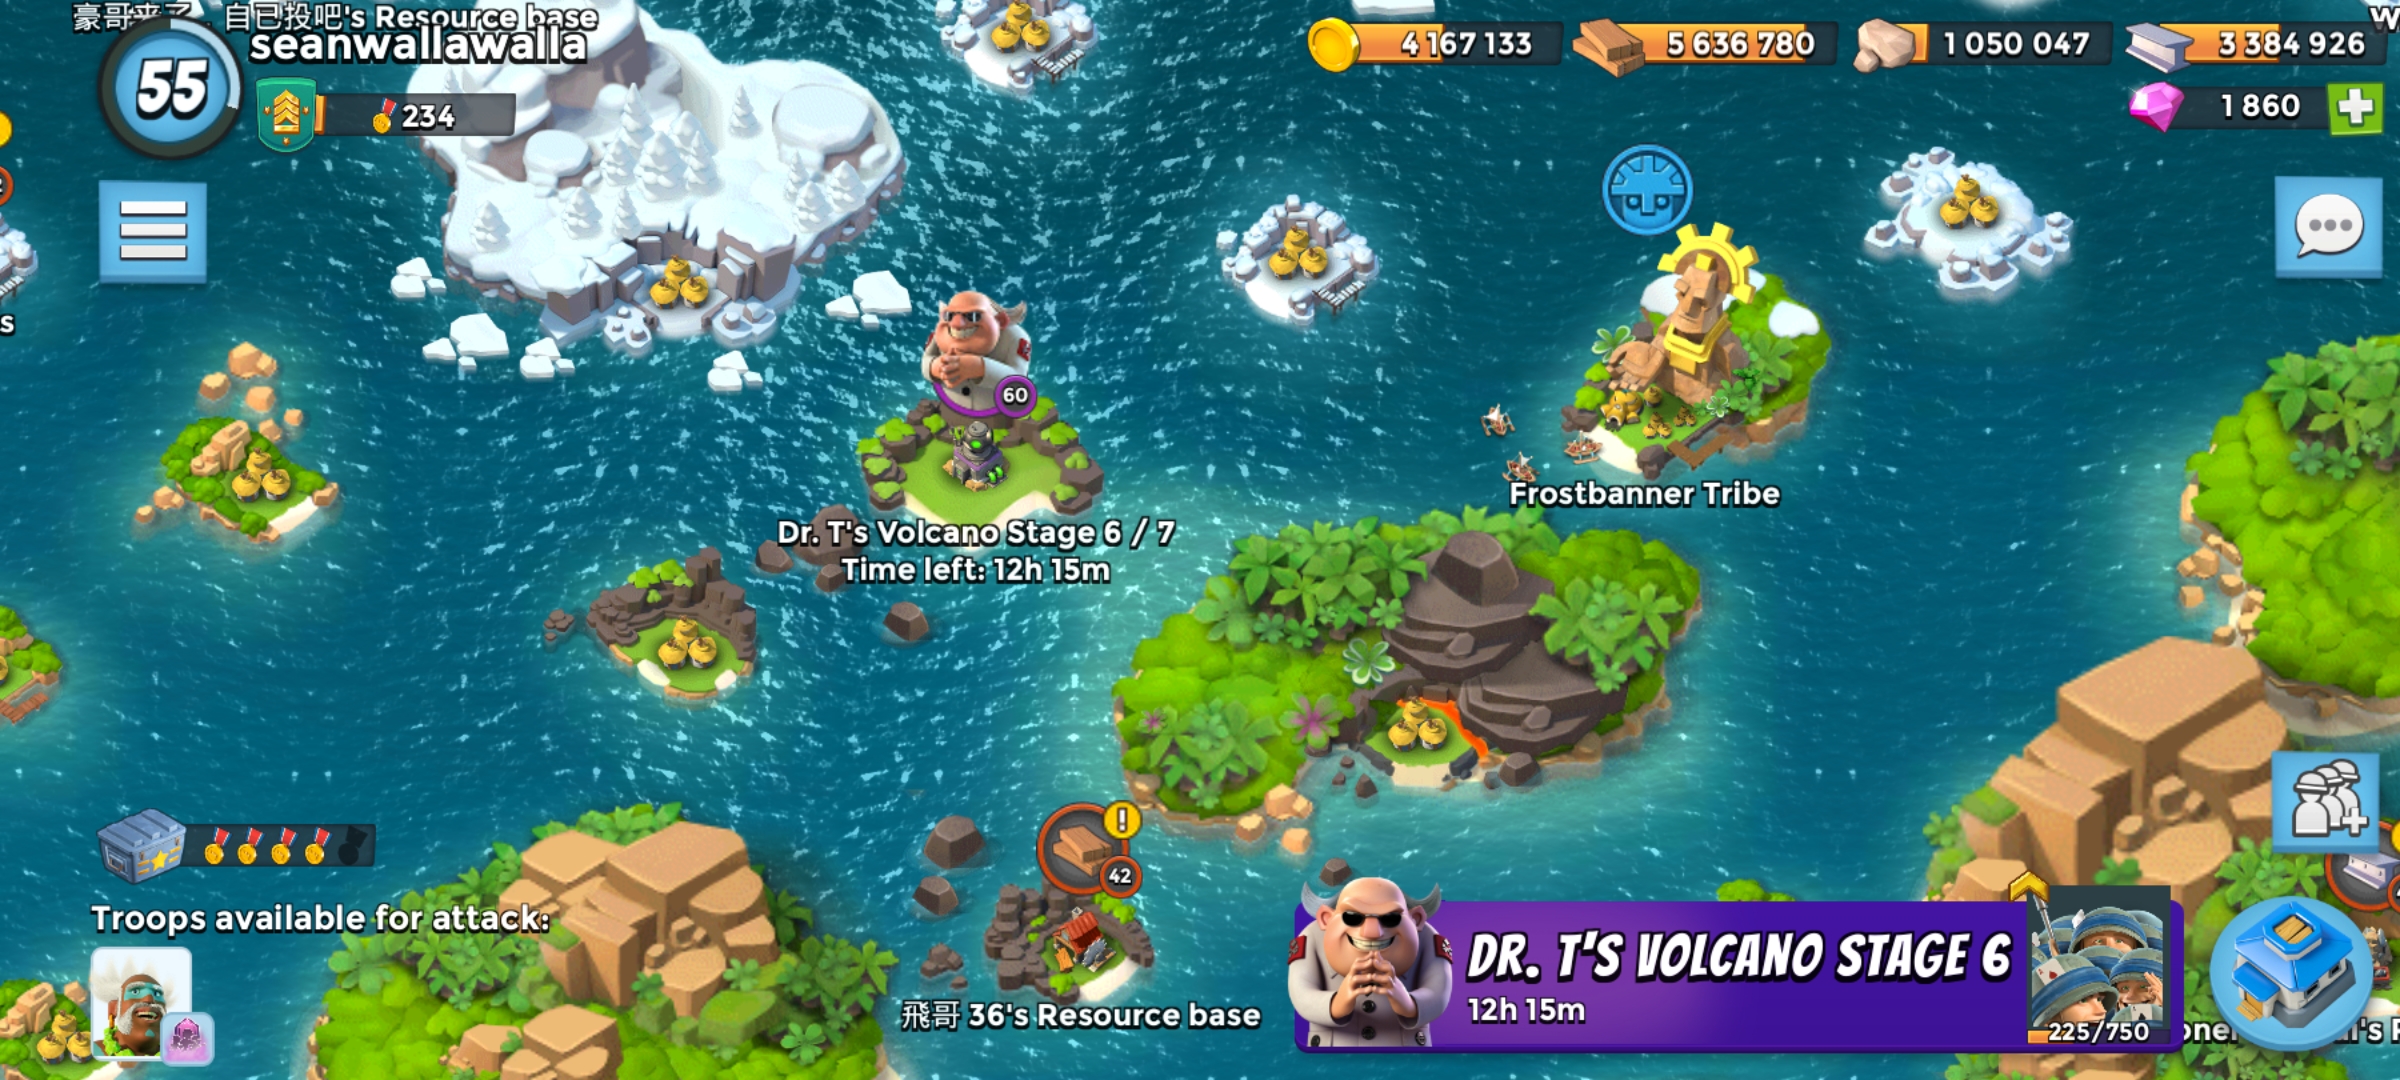 自已投吧's Resource base
seanwallawalla
55
234
4 167 133
5 636 780
1 050 047
3 384 926
1 860
60
Dr. T's Volcano Stage 6 / 7
Time left: 12h 15m
Frostbanner Tribe
42
飛哥 36's Resource base
Troops available for attack:
DR. T'S VOLCANO STAGE 6
12h 15m
225/750